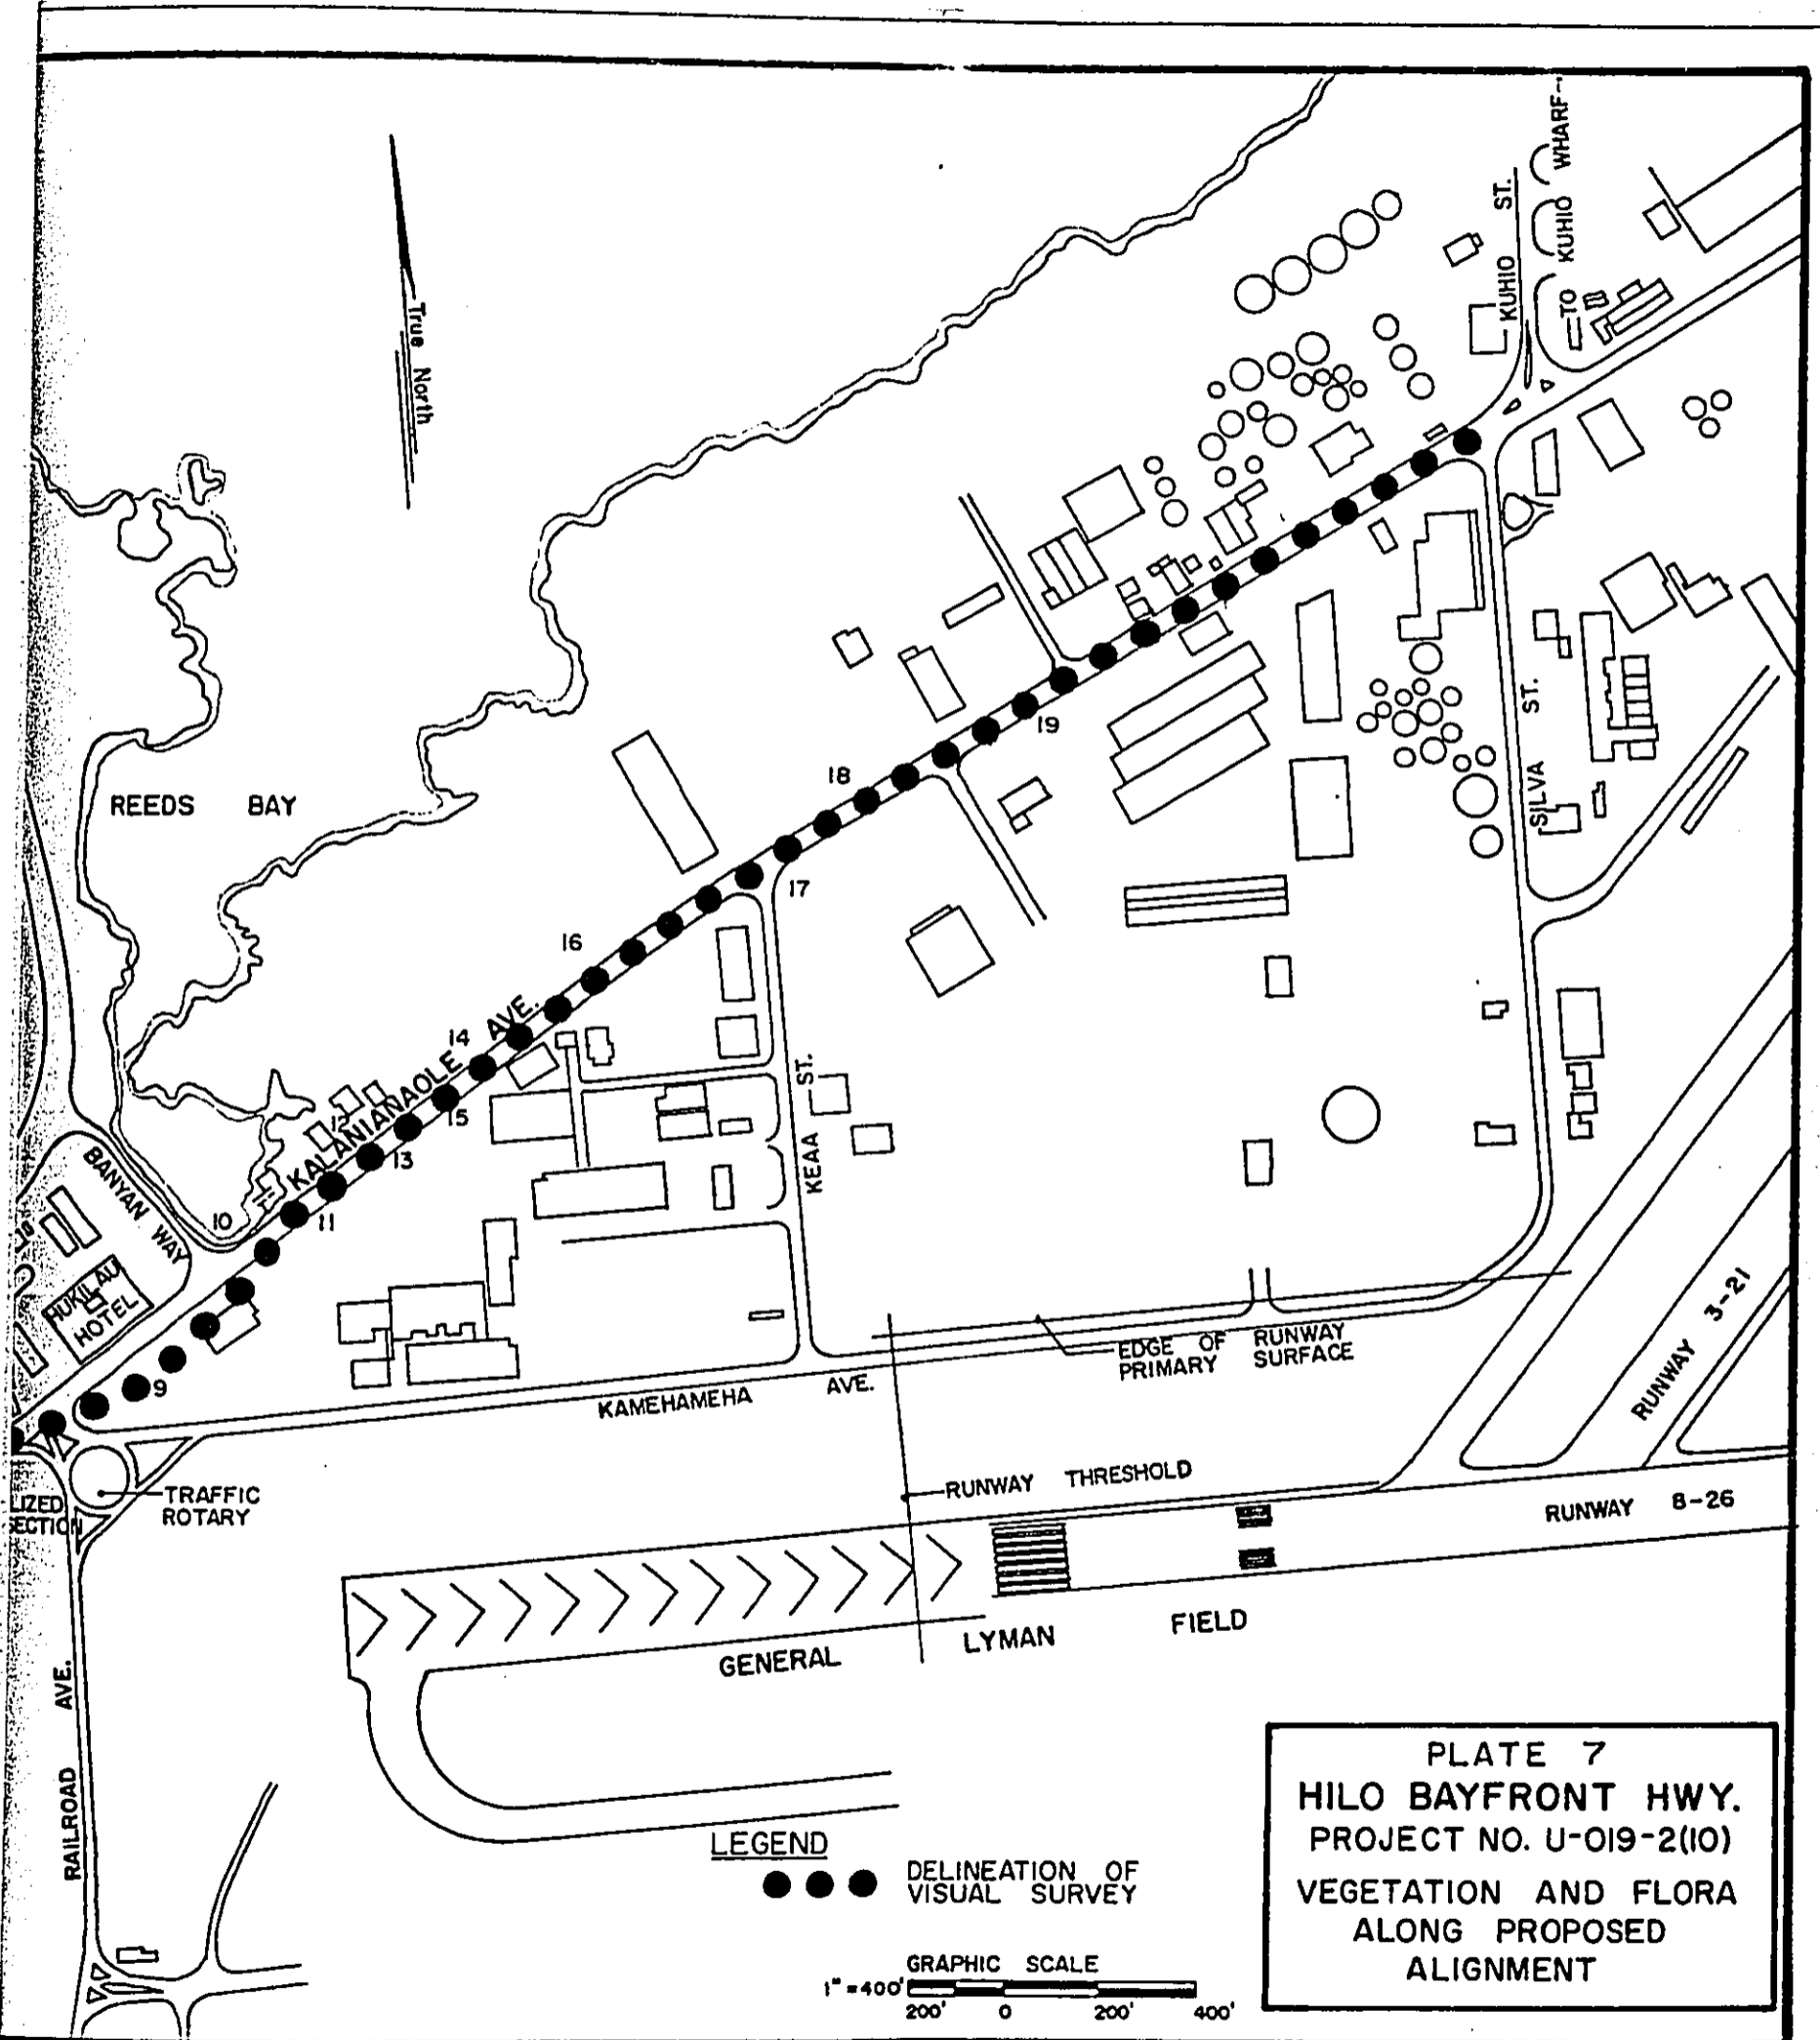 KUHIO ST.
TO KUHIO WHARF
True North
REEDS BAY
19
18
17
16
SILVA ST.
14
KALANIANAOLE AVE.
15
12
13
KEAA ST.
BANYAN WAY
10
11
HUKILAU
HOTEL
9
EDGE OF RUNWAY
PRIMARY SURFACE
RUNWAY 3-21
KAMEHAMEHA AVE.
RUNWAY THRESHOLD
TRAFFIC
ROTARY
LIZED
ECTION
RUNWAY 8-26
GENERAL LYMAN FIELD
RAILROAD AVE.
LEGEND
DELINEATION OF
VISUAL SURVEY
GRAPHIC SCALE
1" = 400'
200' 0 200' 400'
PLATE 7
HILO BAYFRONT HWY.
PROJECT NO. U-019-2(10)
VEGETATION AND FLORA
ALONG PROPOSED
ALIGNMENT